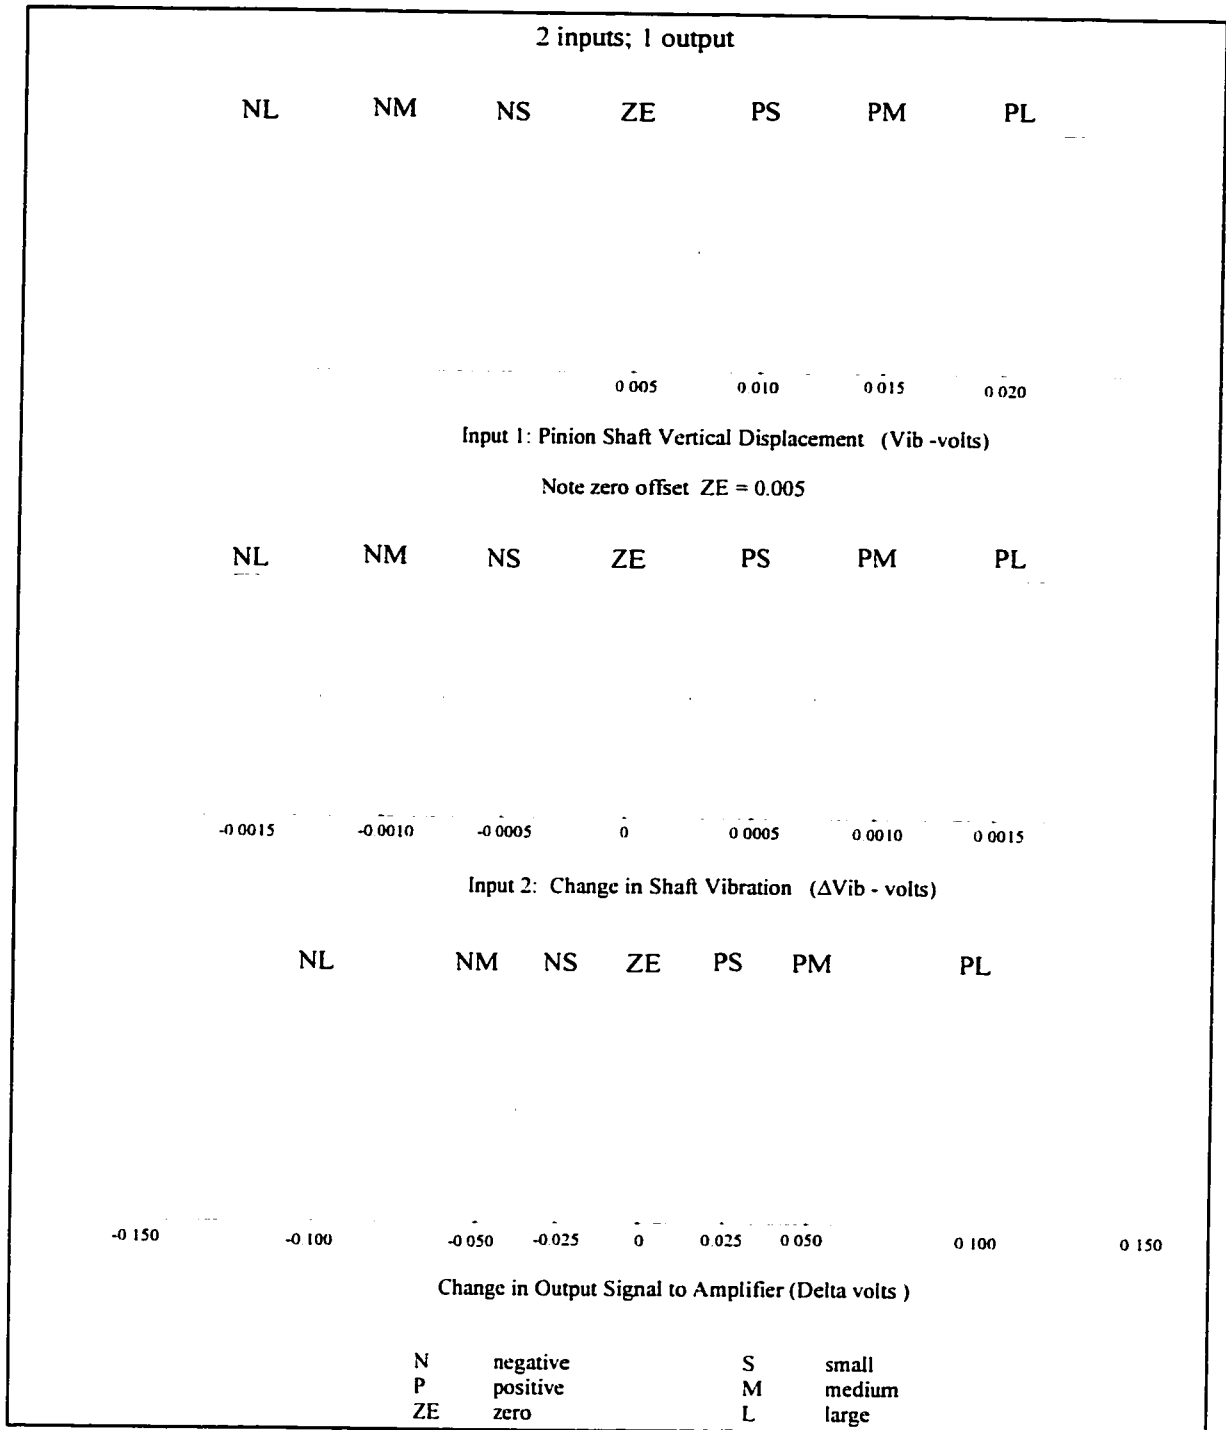 2 inputs; 1 output
NL NM NS ZE PS PM PL
0 005 0 010 0 015 0 020
Input 1: Pinion Shaft Vertical Displacement (Vib -volts)
Note zero offset ZE = 0.005
NL NM NS ZE PS PM PL
-0 0015 -0 0010 -0 0005 0 0 0005 0 0010 0 0015
Input 2: Change in Shaft Vibration (ΔVib - volts)
NL NM NS ZE PS PM PL
-0 150 -0.100 -0 050 -0.025 0 0.025 0 050 0 100 0 150
Change in Output Signal to Amplifier (Delta volts )
N negative S small
P positive M medium
ZE zero L large